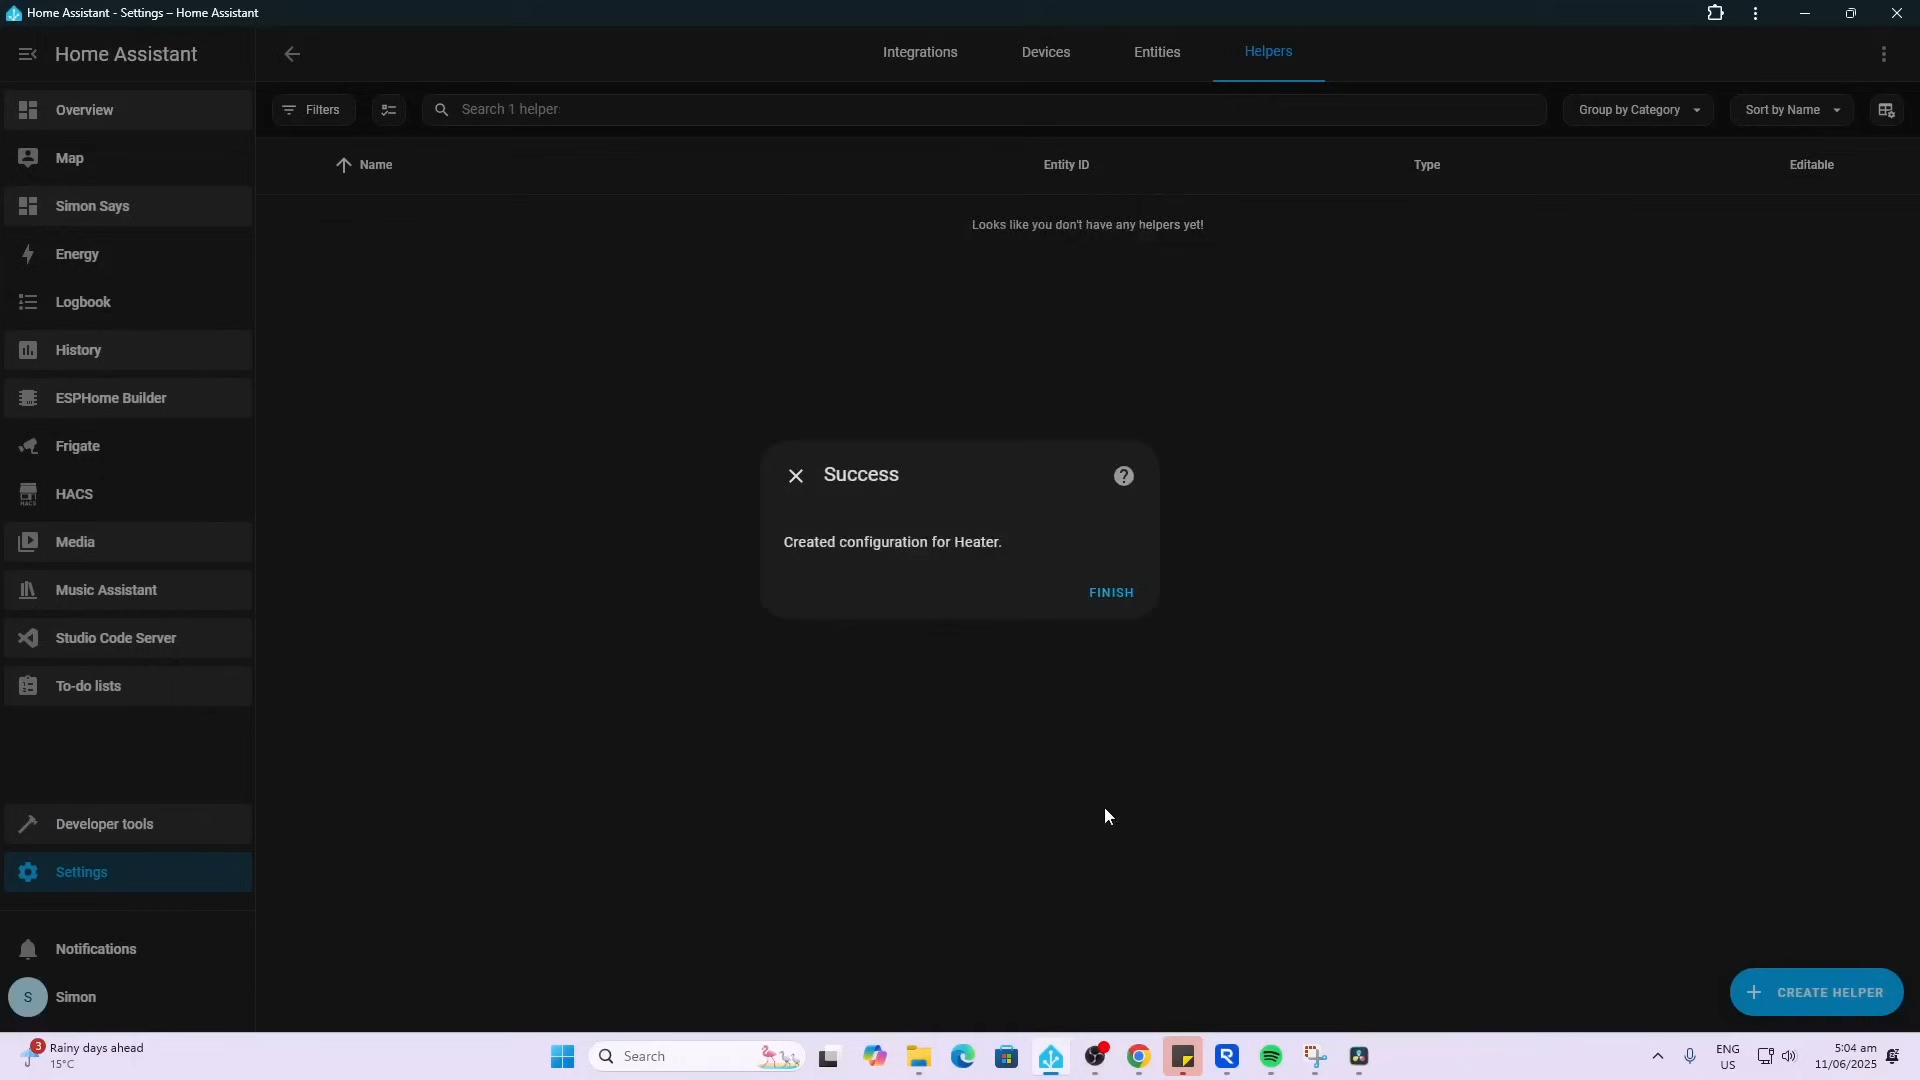 Home Assistant - Settings – Home Assistant
Home Assistant
Integrations
Devices
Entities
Helpers
Overview
Map
Simon Says
Energy
Logbook
History
ESPHome Builder
Frigate
HACS
Media
Music Assistant
Studio Code Server
To-do lists
Developer tools
Settings
Notifications
S
Simon
Filters
Search 1 helper
Group by Category
Sort by Name
Name
Entity ID
Type
Editable
Looks like you don't have any helpers yet!
Success
Created configuration for Heater.
FINISH
CREATE HELPER
3
Rainy days ahead
15°C
Search
ENG
US
5:04 am
11/06/2025